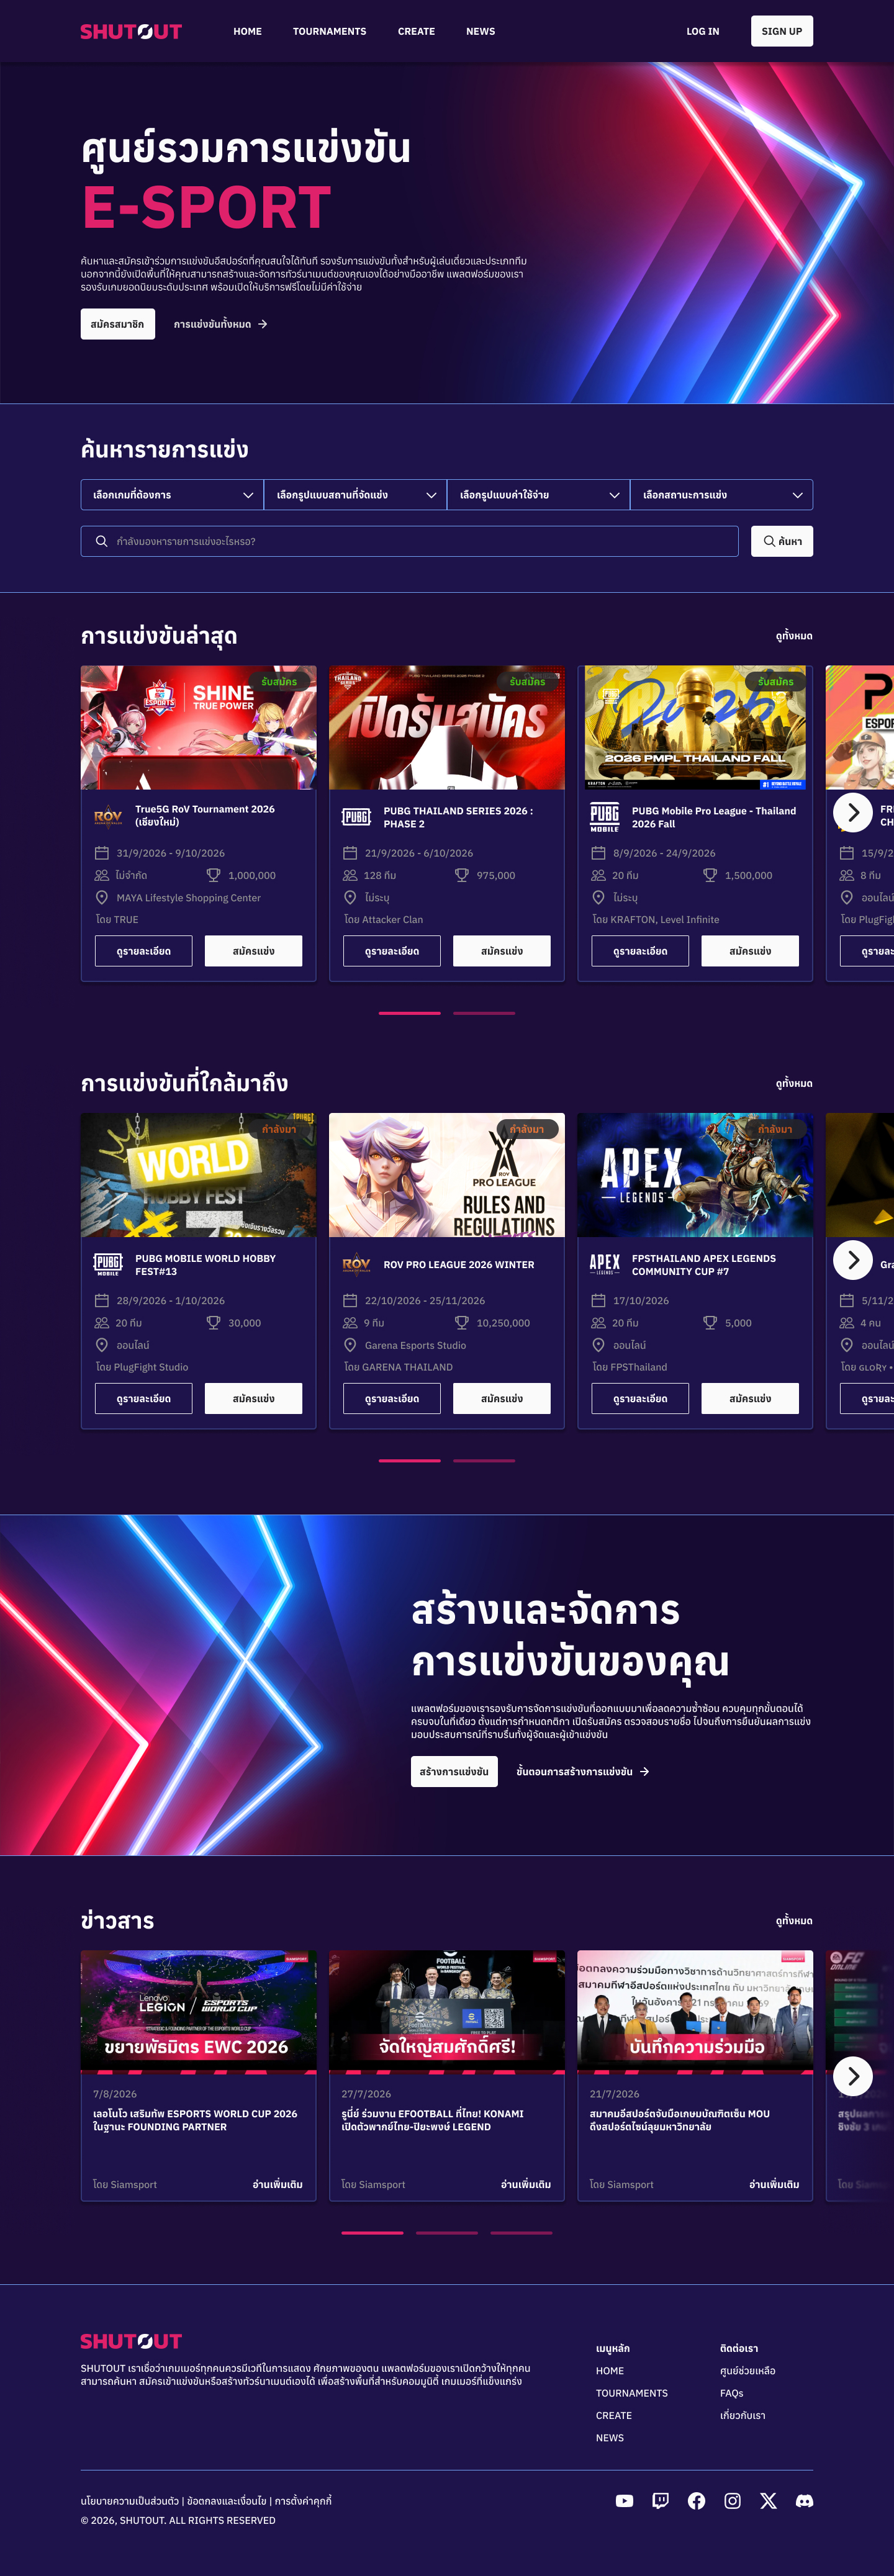 SHUTOUT
HOME TOURNAMENTS CREATE NEWS LOG IN SIGN UP
ศูนย์รวมการแข่งขัน
E-SPORT
ค้นหาและสมัครเข้าร่วมการแข่งขันอีสปอร์ตที่คุณสนใจได้ทันที รองรับการแข่งขันทั้งสำหรับผู้เล่นเดี่ยวและประเภททีม
นอกจากนี้ยังเปิดพื้นที่ให้คุณสามารถสร้างและจัดการทัวร์นาเมนต์ของคุณเองได้อย่างมืออาชีพ แพลตฟอร์มของเรา
รองรับเกมยอดนิยมระดับประเทศ พร้อมเปิดให้บริการฟรีโดยไม่มีค่าใช้จ่าย
สมัครสมาชิก การแข่งขันทั้งหมด
ค้นหารายการแข่ง
เลือกเกมที่ต้องการ เลือกรูปแบบสถานที่จัดแข่ง เลือกรูปแบบค่าใช้จ่าย เลือกสถานะการแข่ง
กำลังมองหารายการแข่งอะไรหรอ? ค้นหา
การแข่งขันล่าสุด ดูทั้งหมด
ESPORTS SHINE TRUE POWER รับสมัคร
ROV
True5G RoV Tournament 2026
(เชียงใหม่)
31/9/2026 - 9/10/2026
ไม่จำกัด 1,000,000
MAYA Lifestyle Shopping Center
โดย TRUE
ดูรายละเอียด สมัครแข่ง
THAILAND SERIES PUBG THAILAND SERIES 2026 PHASE 2
รับสมัคร
เปิดรับสมัคร
PUBG
PUBG THAILAND SERIES 2026 :
PHASE 2
21/9/2026 - 6/10/2026
128 ทีม 975,000
ไม่ระบุ
โดย Attacker Clan
ดูรายละเอียด สมัครแข่ง
รับสมัคร
2026 PMPL THAILAND FALL
KRAFTON
#1
PUBG MOBILE
PUBG Mobile Pro League - Thailand
2026 Fall
8/9/2026 - 24/9/2026
20 ทีม 1,500,000
ไม่ระบุ
โดย KRAFTON, Level Infinite
ดูรายละเอียด สมัครแข่ง
P
ESPOR
FR
CH
15/9/2
8 ทีม
ออนไลน์
โดย PlugFigh
ดูรายละเ
การแข่งขันที่ใกล้มาถึง ดูทั้งหมด
กำลังมา
WORLD
HOBBY FEST
PUBG MOBILE
PUBG MOBILE WORLD HOBBY
FEST#13
28/9/2026 - 1/10/2026
20 ทีม 30,000
ออนไลน์
โดย PlugFight Studio
ดูรายละเอียด สมัครแข่ง
กำลังมา
ROV
PRO LEAGUE
RULES AND
REGULATIONS
ROV
ROV PRO LEAGUE 2026 WINTER
22/10/2026 - 25/11/2026
9 ทีม 10,250,000
Garena Esports Studio
โดย GARENA THAILAND
ดูรายละเอียด สมัครแข่ง
กำลังมา
APEX
LEGENDS
APEX
LEGENDS
FPSTHAILAND APEX LEGENDS
COMMUNITY CUP #7
17/10/2026
20 ทีม 5,000
ออนไลน์
โดย FPSThailand
ดูรายละเอียด สมัครแข่ง
Gra
5/11/2
4 คน
ออนไลน์
โดย ɢʟᴏʀʏ •
ดูรายละเ
สร้างและจัดการ
การแข่งขันของคุณ
แพลตฟอร์มของเรารองรับการจัดการแข่งขันที่ออกแบบมาเพื่อลดความซ้ำซ้อน ควบคุมทุกขั้นตอนได้
ครบจบในที่เดียว ตั้งแต่การกำหนดกติกา เปิดรับสมัคร ตรวจสอบรายชื่อ ไปจนถึงการยืนยันผลการแข่ง
มอบประสบการณ์ที่ราบรื่นทั้งผู้จัดและผู้เข้าแข่งขัน
สร้างการแข่งขัน ขั้นตอนการสร้างการแข่งขัน
ข่าวสาร ดูทั้งหมด
SIAMSPORT
Lenovo
LEGION ESPORTS WORLD CUP
ขยายพันธมิตร EWC 2026
7/8/2026
เลอโนโว เสริมทัพ ESPORTS WORLD CUP 2026
ในฐานะ FOUNDING PARTNER
โดย Siamsport อ่านเพิ่มเติม
SIAMSPORT
FOOTBALL
จัดใหญ่สมศักดิ์ศรี!
27/7/2026
รูนี่ย์ ร่วมงาน EFOOTBALL ที่ไทย! KONAMI
เปิดตัวพากย์ไทย-ปิยะพงษ์ LEGEND
โดย Siamsport อ่านเพิ่มเติม
SIAMSPORT
บันทึกความร่วมมือ
21/7/2026
สมาคมอีสปอร์ตจับมือเกษมบัณฑิตเซ็น MOU
ดึงสปอร์ตไซน์ลุยมหาวิทยาลัย
โดย Siamsport อ่านเพิ่มเติม
FC
ONLINE
SHUTOUT
SHUTOUT เราเชื่อว่าเกมเมอร์ทุกคนควรมีเวทีในการแสดง ศักยภาพของตน แพลตฟอร์มของเราเปิดกว้างให้ทุกคน
สามารถค้นหา สมัครเข้าแข่งขันหรือสร้างทัวร์นาเมนต์เองได้ เพื่อสร้างพื้นที่สำหรับคอมมูนิตี้ เกมเมอร์ที่แข็งแกร่ง
เมนูหลัก
HOME
TOURNAMENTS
CREATE
NEWS
ติดต่อเรา
ศูนย์ช่วยเหลือ
FAQs
เกี่ยวกับเรา
นโยบายความเป็นส่วนตัว | ข้อตกลงและเงื่อนไข | การตั้งค่าคุกกี้
© 2026, SHUTOUT. ALL RIGHTS RESERVED